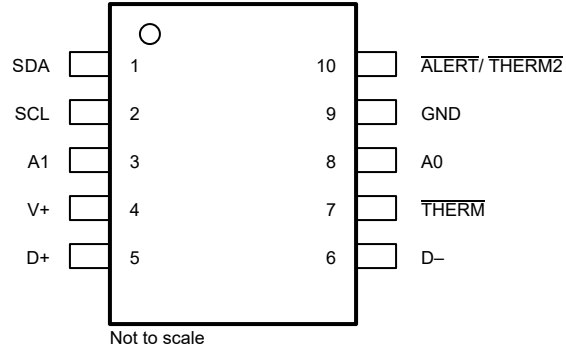 SDA 1 10 ALERT/ THERM2
SCL 2 9 GND
A1 3 8 A0
V+ 4 7 THERM
D+ 5 6 D–
Not to scale